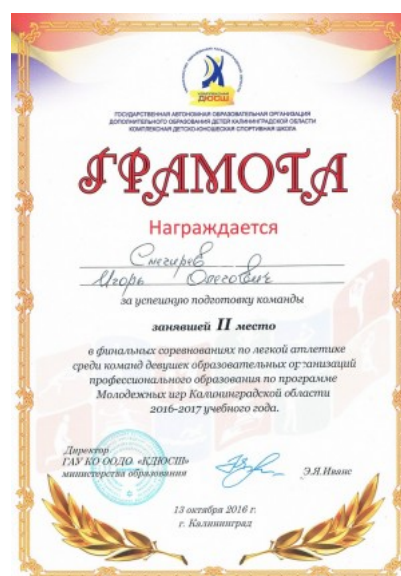 КОМПЛЕКСНАЯ
ДЮСШ
ГОСУДАРСТВЕННАЯ АВТОНОМНАЯ ОБРАЗОВАТЕЛЬНАЯ ОРГАНИЗАЦИЯ
ДОПОЛНИТЕЛЬНОГО ОБРАЗОВАНИЯ ДЕТЕЙ КАЛИНИНГРАДСКОЙ ОБЛАСТИ
КОМПЛЕКСНАЯ ДЕТСКО-ЮНОШЕСКАЯ СПОРТИВНАЯ ШКОЛА
ГРАМОТА
Награждается
Снегирев
Игорь Олегович
за успешную подготовку команды
занявшей II место
в финальных соревнованиях по легкой атлетике
среди команд девушек образовательных организаций
профессионального образования по программе
Молодежных игр Калининградской области
2016-2017 учебного года.
Директор
ГАУ КО ООДО «КДЮСШ»
министерства образования
Э.Я.Иванс
13 октября 2016 г.
г. Калининград